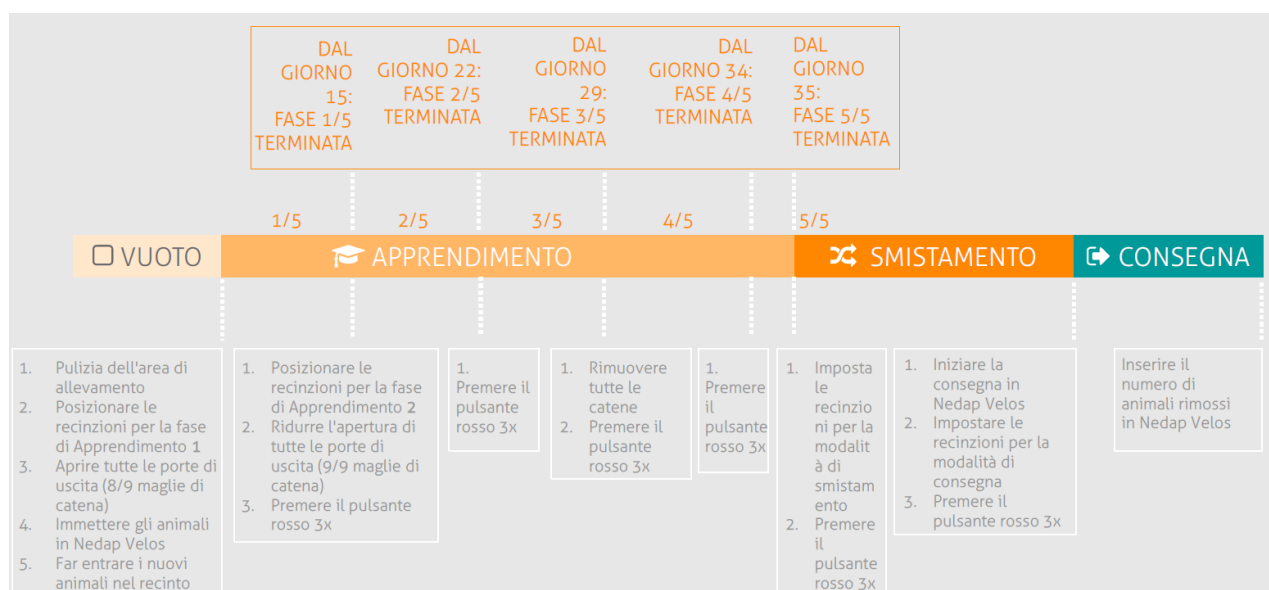 DAL
GIORNO
15:
FASE 1/5
TERMINATA
DAL
GIORNO 22:
FASE 2/5
TERMINATA
DAL
GIORNO
29:
FASE 3/5
TERMINATA
DAL
GIORNO 34:
FASE 4/5
TERMINATA
DAL
GIORNO
35:
FASE 5/5
TERMINATA
1/5
2/5
3/5
4/5
5/5
VUOTO
APPRENDIMENTO
SMISTAMENTO
CONSEGNA
1. Pulizia dell'area di
allevamento
2. Posizionare le
recinzioni per la fase
di Apprendimento 1
3. Aprire tutte le porte di
uscita (8/9 maglie di
catena)
4. Immettere gli animali
in Nedap Velos
5. Far entrare i nuovi
animali nel recinto
1. Posizionare le
recinzioni per la fase
di Apprendimento 2
2. Ridurre l'apertura di
tutte le porte di
uscita (9/9 maglie di
catena)
3. Premere il pulsante
rosso 3x
1.
Premere il
pulsante
rosso 3x
1. Rimuovere
tutte le
catene
2. Premere il
pulsante
rosso 3x
1.
Premere
il
pulsante
rosso 3x
1. Imposta
le
recinzio
ni per la
modalit
à di
smistam
ento
2. Premere
il
pulsante
rosso 3x
1. Iniziare la
consegna in
Nedap Velos
2. Impostare le
recinzioni per la
modalità di
consegna
3. Premere il
pulsante rosso 3x
Inserire il
numero di
animali rimossi
in Nedap Velos